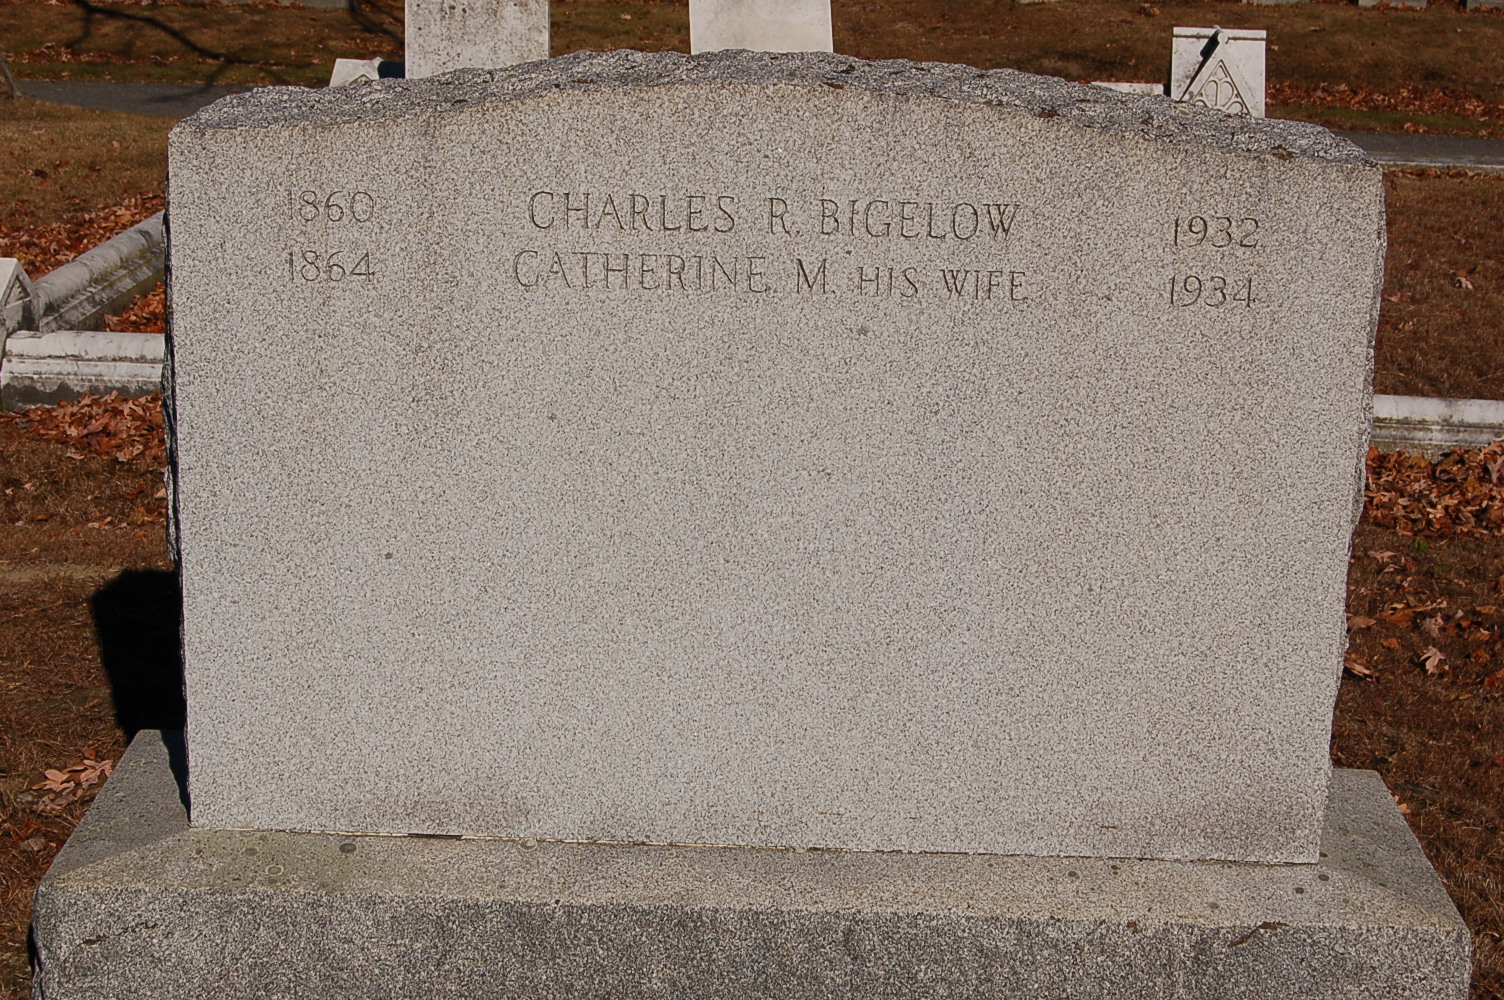 1860 CHARLES R. BIGELOW 1932
1864 CATHERINE M. HIS WIFE 1934